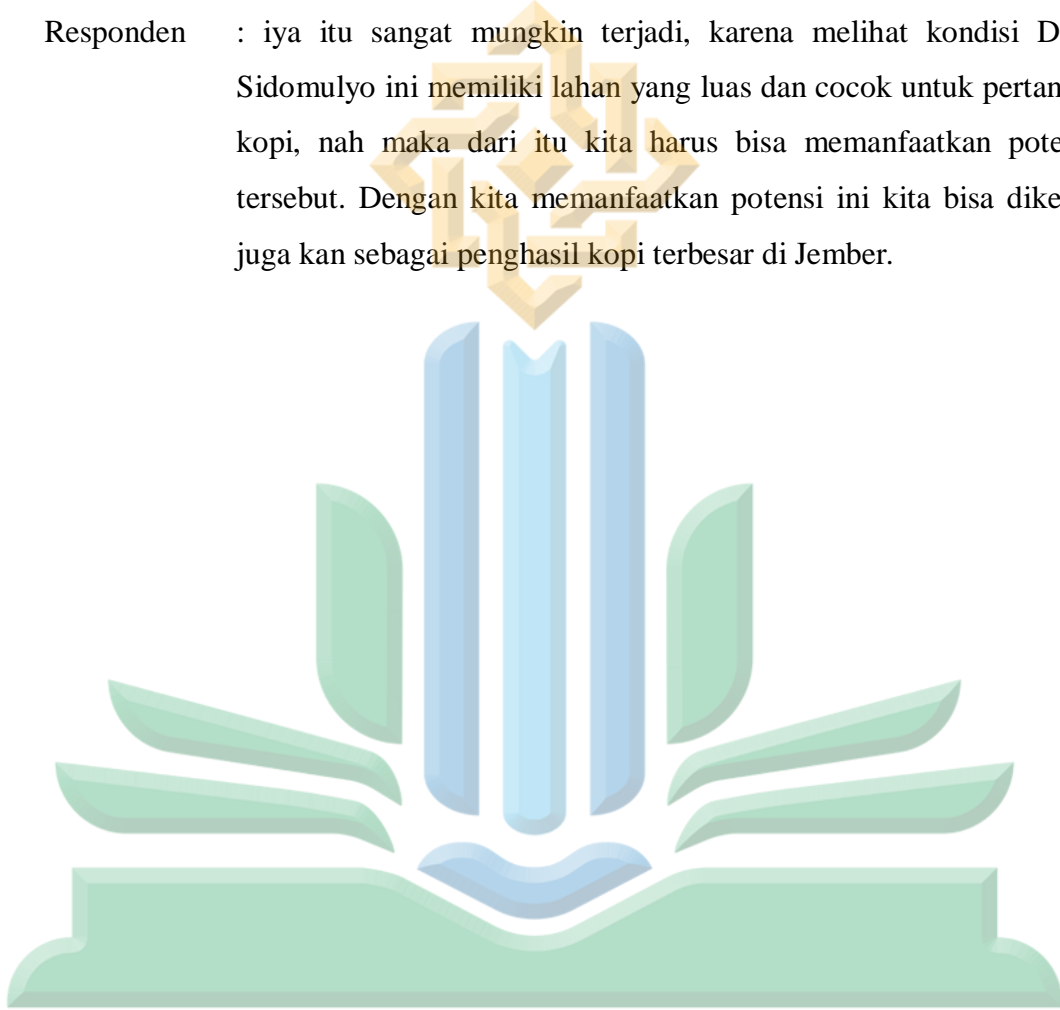 Responden : iya itu sangat mungkin terjadi, karena melihat kondisi D
Sidomulyo ini memiliki lahan yang luas dan cocok untuk pertan
kopi, nah maka dari itu kita harus bisa memanfaatkan pote
tersebut. Dengan kita memanfaatkan potensi ini kita bisa dike
juga kan sebagai penghasil kopi terbesar di Jember.